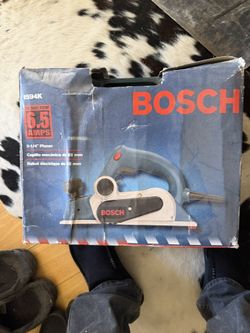 1594K
6.5
AMPS
BOSCH
3-1/4" Planer
Cepillo mecánico de 82 mm
Rabot électrique de 82 mm
BOSCH